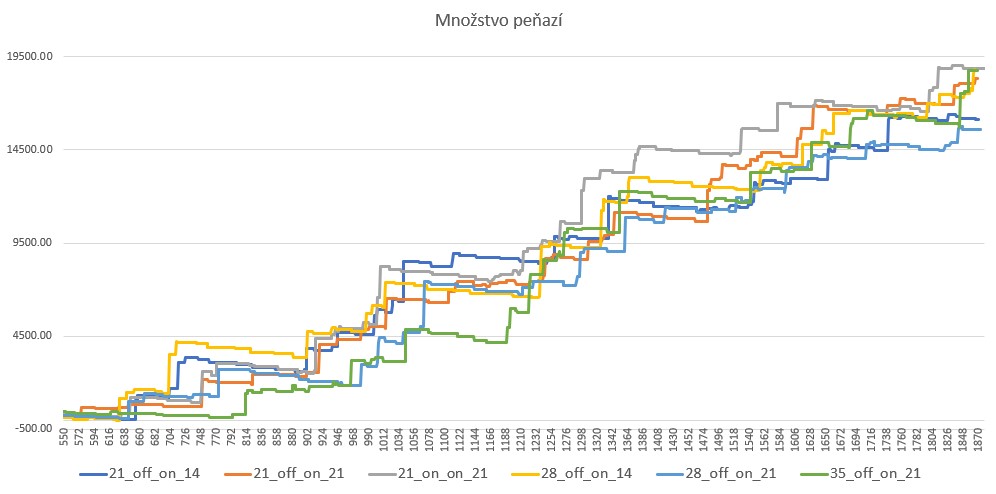 Množstvo peňazí
19500.00
14500.00
9500.00
4500.00
-500.00
550 572 594 616 638 660 682 704 726 748 770 792 814 836 858 880 902 924 946 968 990 1012 1034 1056 1078 1100 1122 1144 1166 1188 1210 1232 1254 1276 1298 1320 1342 1364 1386 1408 1430 1452 1474 1496 1518 1540 1562 1584 1606 1628 1650 1672 1694 1716 1738 1760 1782 1804 1826 1848 1870
21_off_on_14 21_off_on_21 21_on_on_21 28_off_on_14 28_off_on_21 35_off_on_21